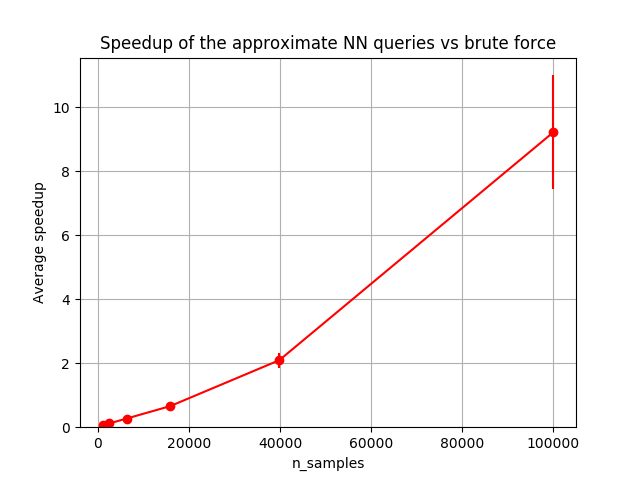 Speedup of the approximate NN queries vs brute force
Average speedup
10
8
6
4
2
0
0 20000 40000 60000 80000 100000
n_samples